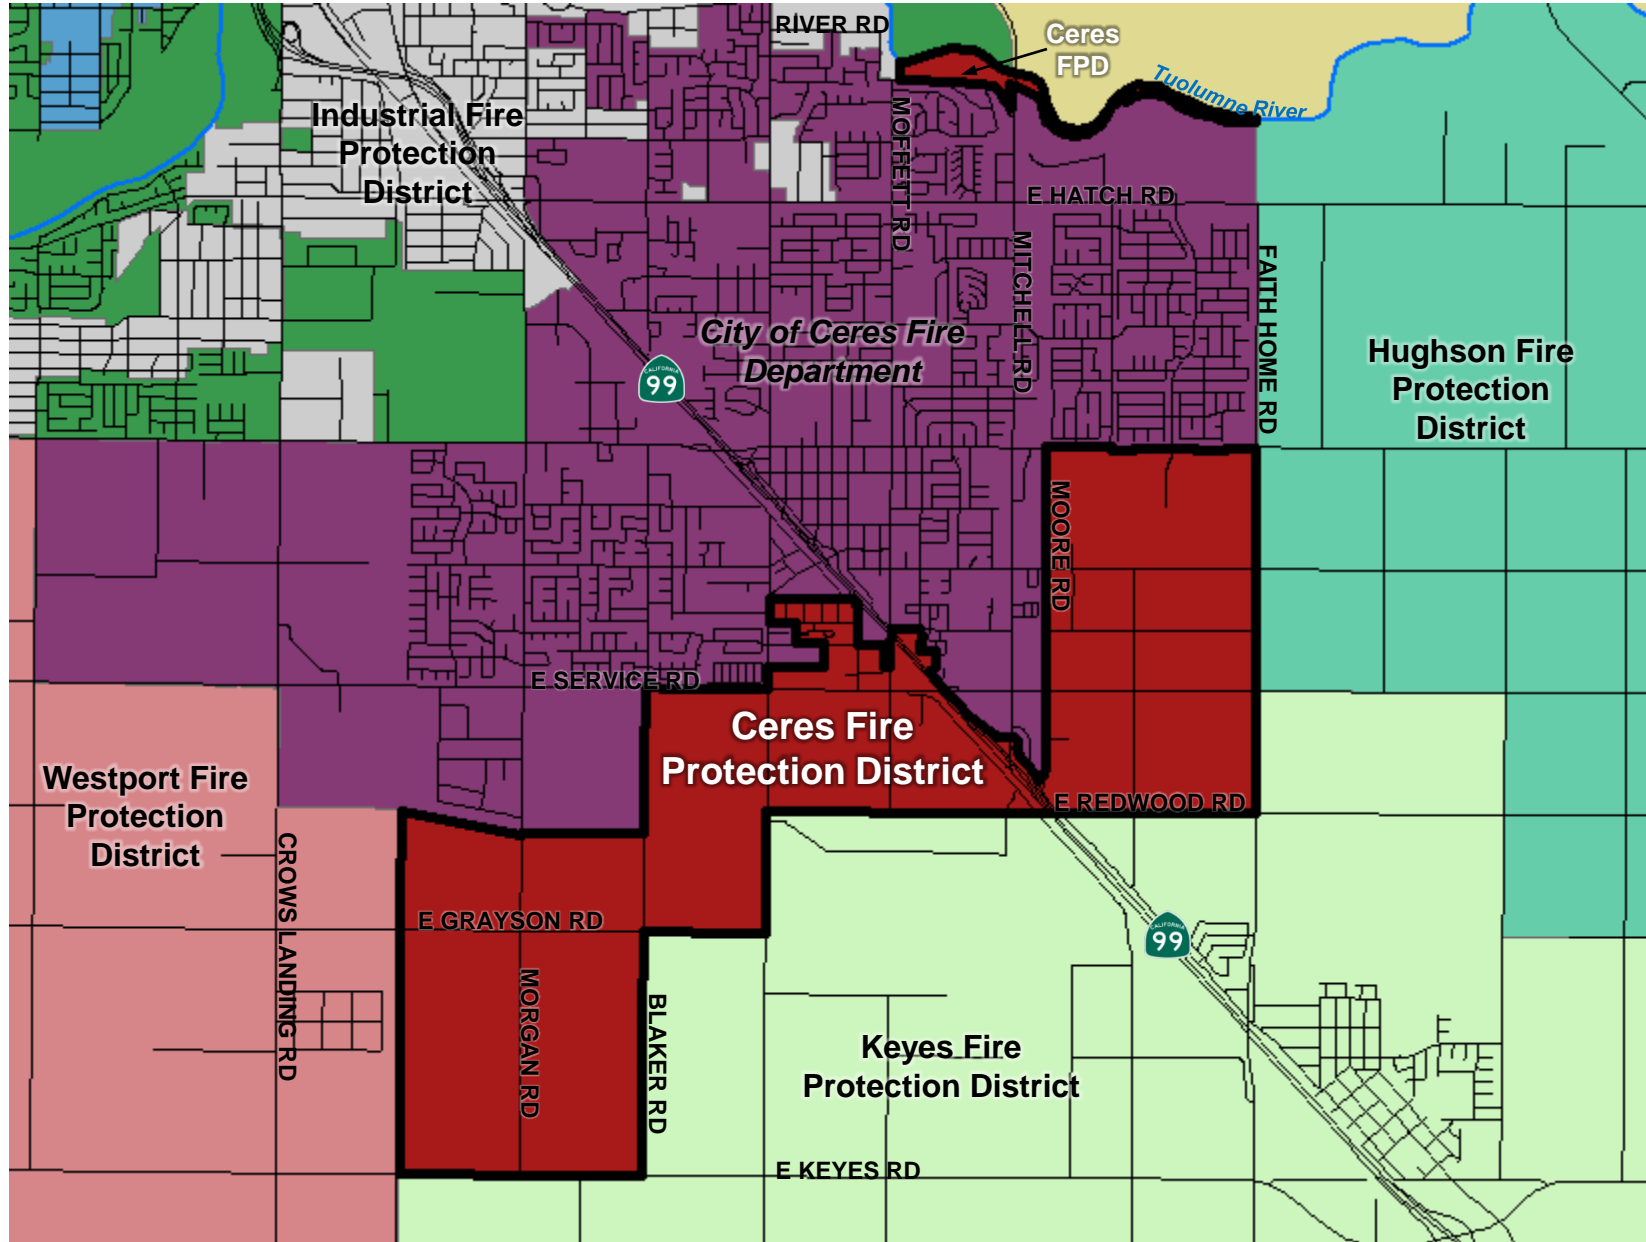 RIVER RD
Ceres
FPD
Tuolumne River
Industrial Fire
Protection
District
MOFFETT RD
E HATCH RD
MITCHELL RD
FAITH HOME RD
City of Ceres Fire
Department
CALIFORNIA
99
Hughson Fire
Protection
District
MOORE RD
E SERVICE RD
Ceres Fire
Protection District
Westport Fire
Protection
District
E REDWOOD RD
CROWS LANDING RD
E GRAYSON RD
CALIFORNIA
99
MORGAN RD
BLAKER RD
Keyes Fire
Protection District
E KEYES RD